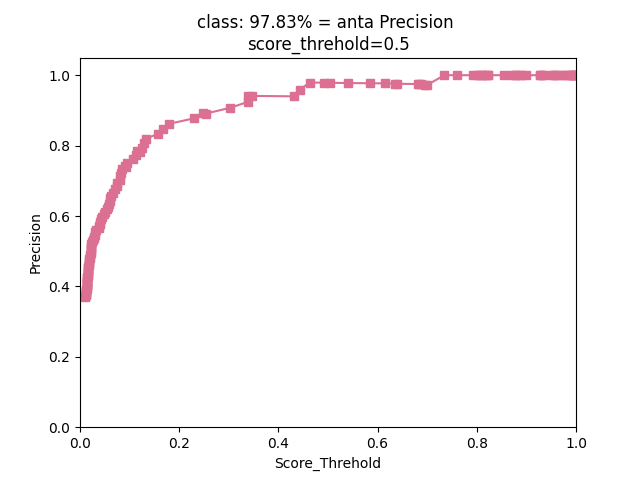 class: 97.83% = anta Precision
score_threhold=0.5
1.0
0.8
0.6
0.4
0.2
0.0
Precision
0.0 0.2 0.4 0.6 0.8 1.0
Score_Threhold